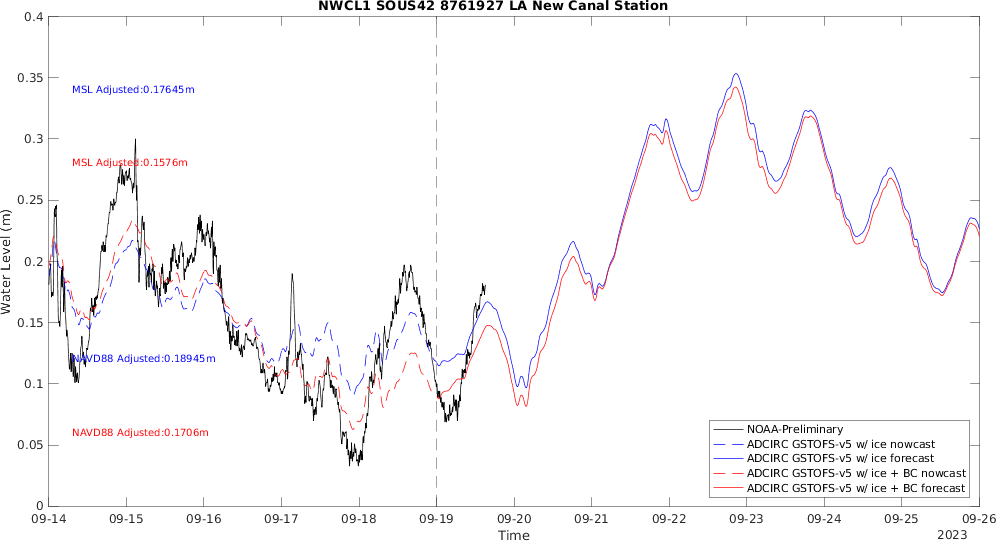 NWCL1 SOUS42 8761927 LA New Canal Station
Water Level (m)
0.4
0.35
0.3
0.25
0.2
0.15
0.1
0.05
0
MSL Adjusted:0.17645m
MSL Adjusted:0.1576m
NAVD88 Adjusted:0.18945m
NAVD88 Adjusted:0.1706m
NOAA-Preliminary
ADCIRC GSTOFS-v5 w/ ice nowcast
ADCIRC GSTOFS-v5 w/ ice forecast
ADCIRC GSTOFS-v5 w/ ice + BC nowcast
ADCIRC GSTOFS-v5 w/ ice + BC forecast
09-14 09-15 09-16 09-17 09-18 09-19 09-20 09-21 09-22 09-23 09-24 09-25 09-26
Time
2023